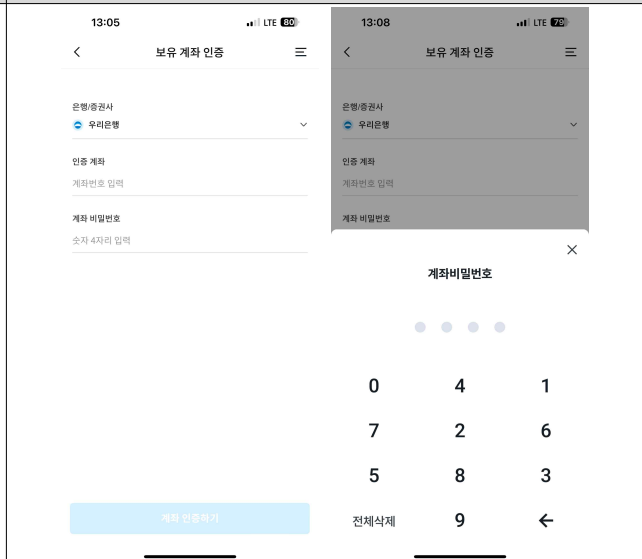 13:05
LTE 80
보유 계좌 인증
은행/증권사
우리은행
인증 계좌
계좌번호 입력
계좌 비밀번호
숫자 4자리 입력
계좌 인증하기
13:08
LTE 79
보유 계좌 인증
은행/증권사
우리은행
인증 계좌
계좌번호 입력
계좌 비밀번호
계좌비밀번호
0 4 1
7 2 6
5 8 3
전체삭제 9